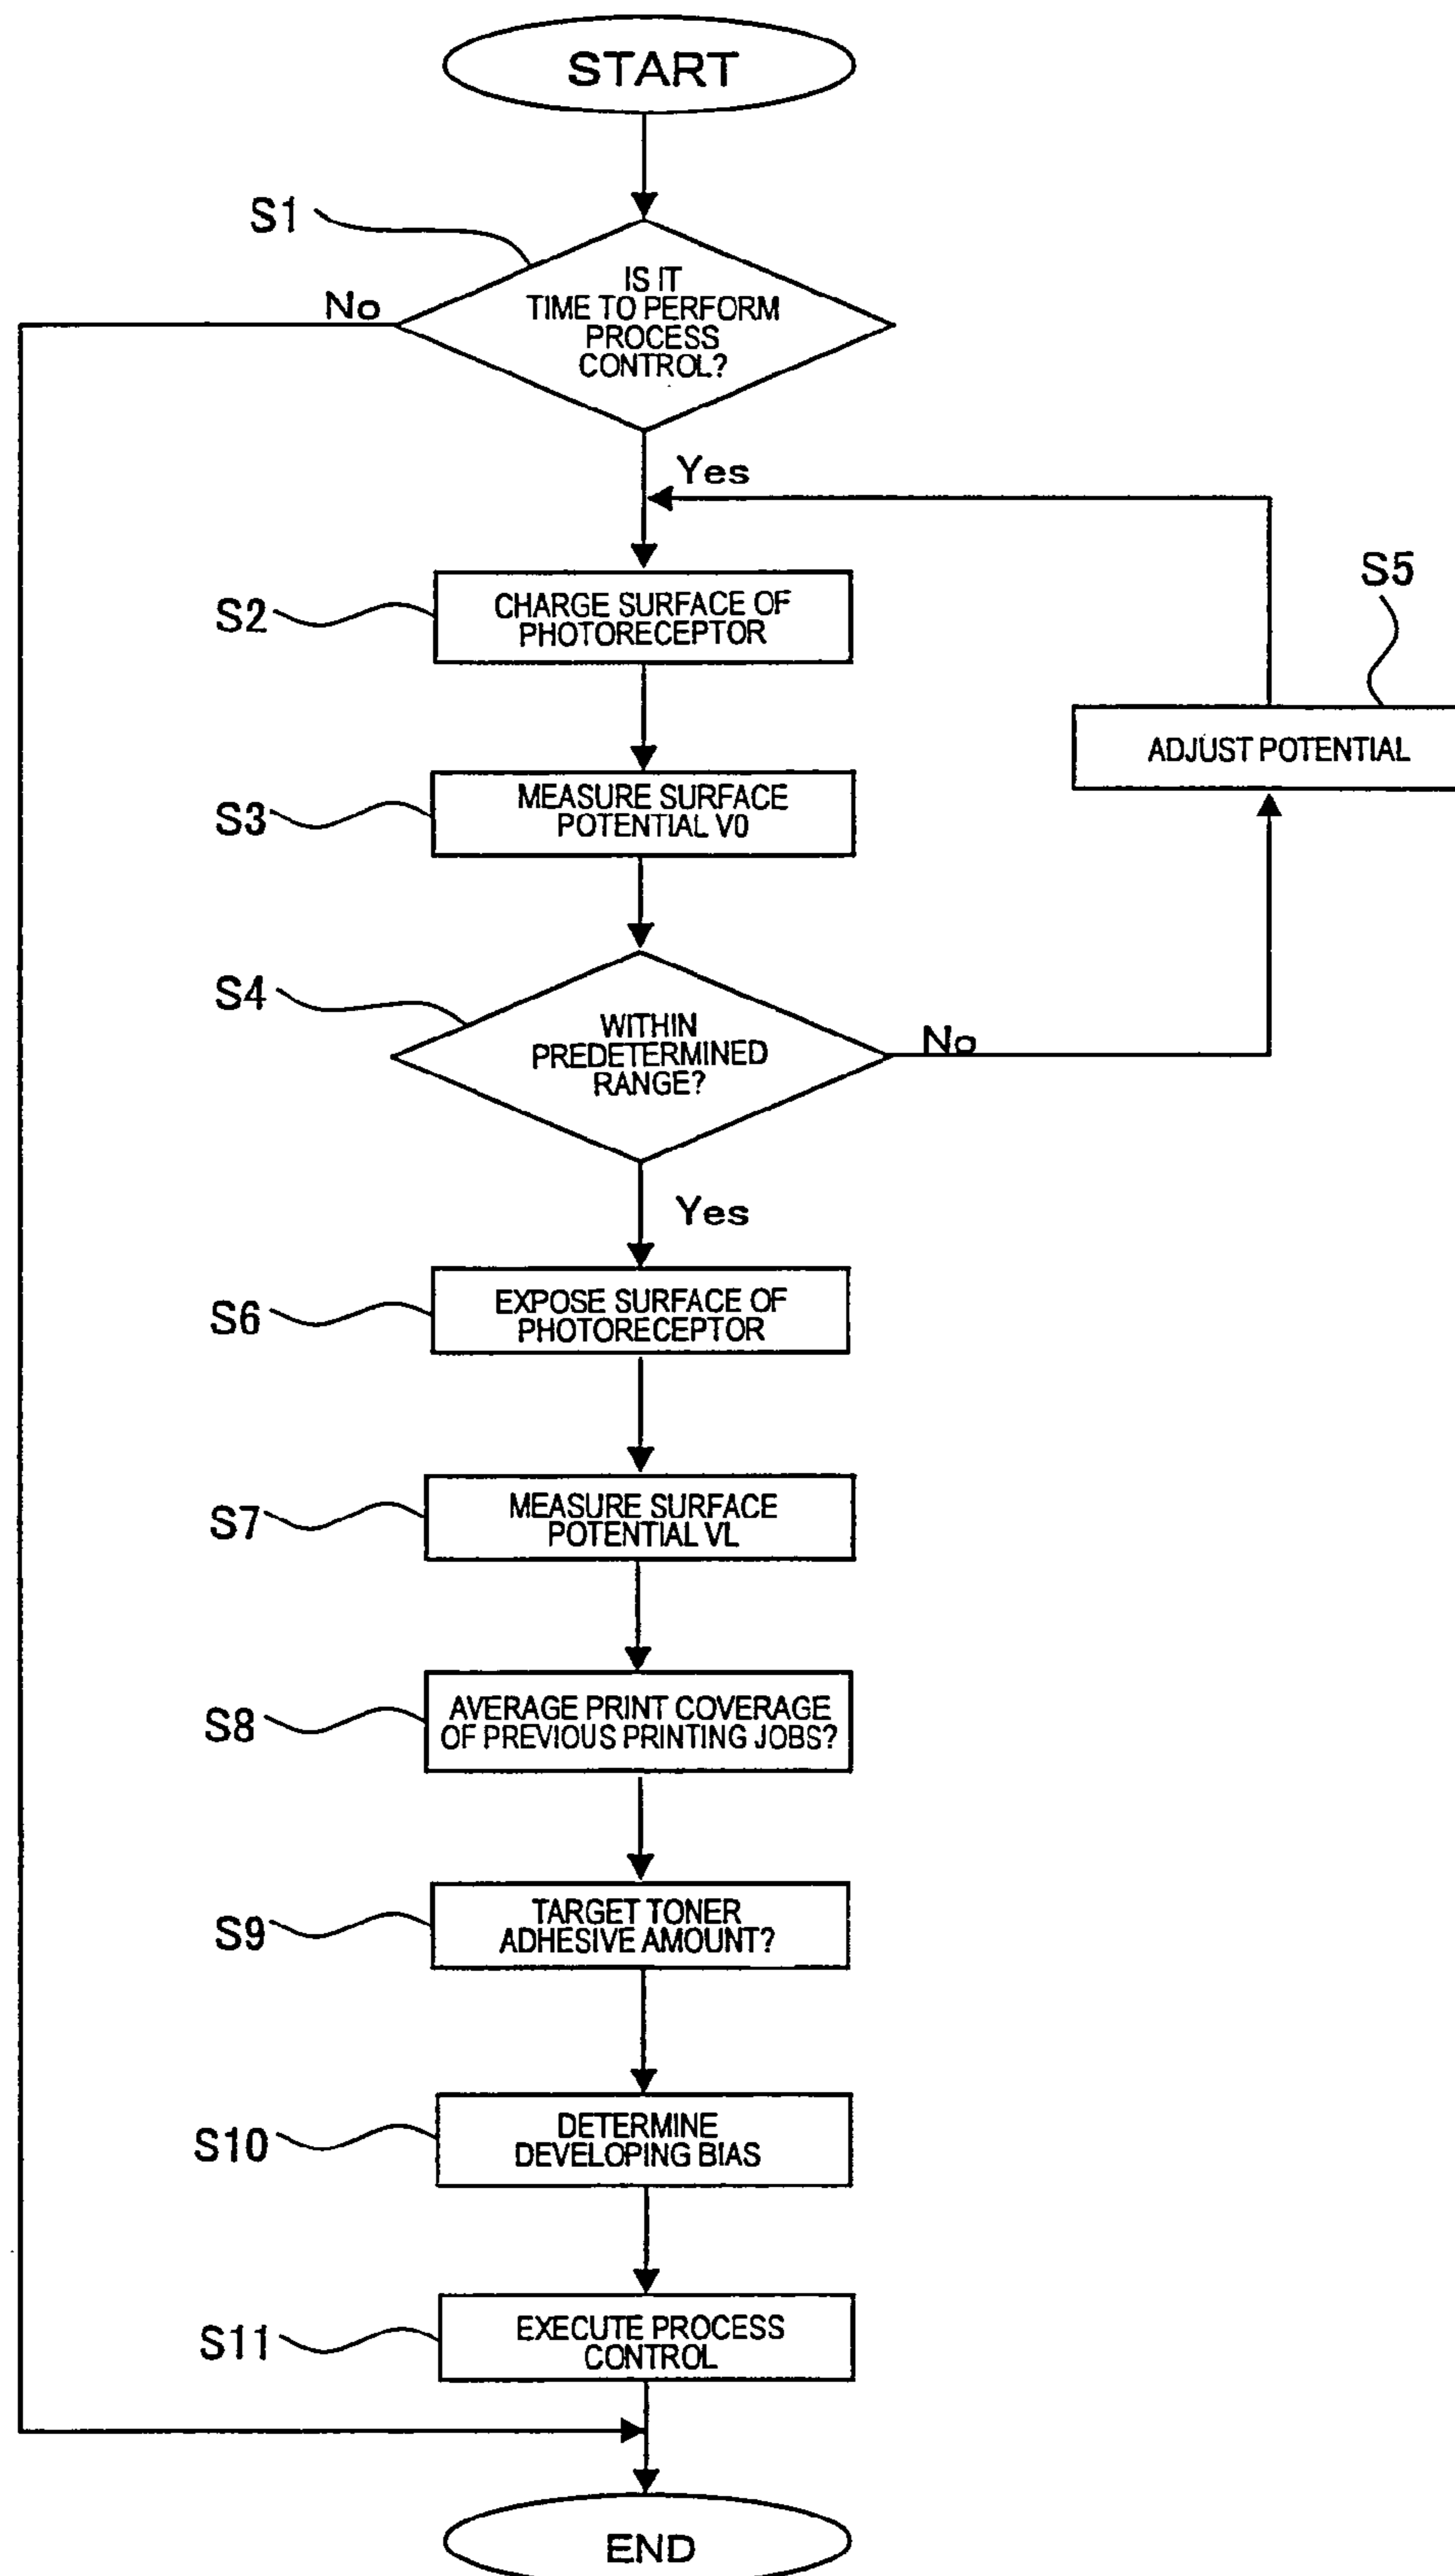 START
S1
IS IT
TIME TO PERFORM
PROCESS
CONTROL?
No
Yes
S2
CHARGE SURFACE OF
PHOTORECEPTOR
S5
ADJUST POTENTIAL
S3
MEASURE SURFACE
POTENTIAL V0
S4
WITHIN
PREDETERMINED
RANGE?
No
Yes
S6
EXPOSE SURFACE OF
PHOTORECEPTOR
S7
MEASURE SURFACE
POTENTIAL VL
S8
AVERAGE PRINT COVERAGE
OF PREVIOUS PRINTING JOBS?
S9
TARGET TONER
ADHESIVE AMOUNT?
S10
DETERMINE
DEVELOPING BIAS
S11
EXECUTE PROCESS
CONTROL
END